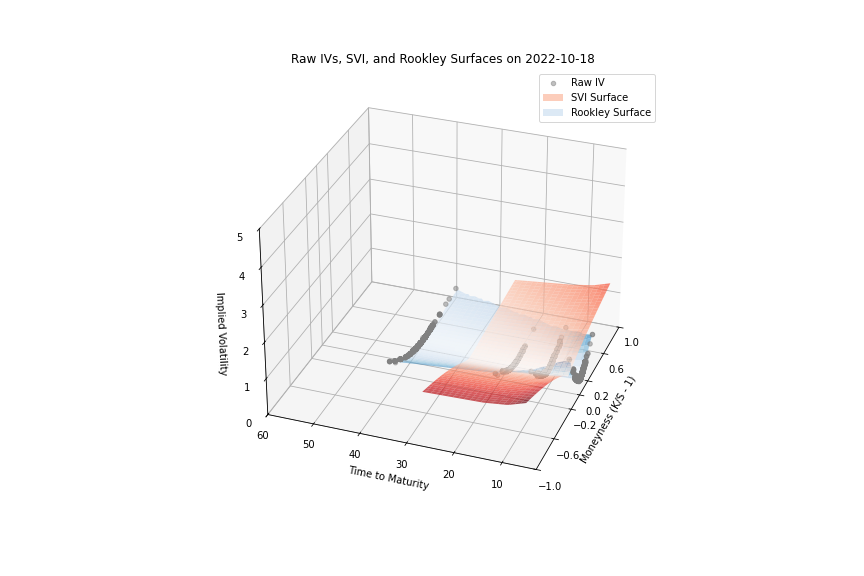 Raw IVs, SVI, and Rookley Surfaces on 2022-10-18
Raw IV
SVI Surface
Rookley Surface
5
4
3
2
1
0
Implied Volatility
60
50
40
30
20
10
Time to Maturity
1.0
0.6
0.2
0.0
−0.2
−0.6
−1.0
Moneyness (K/S - 1)